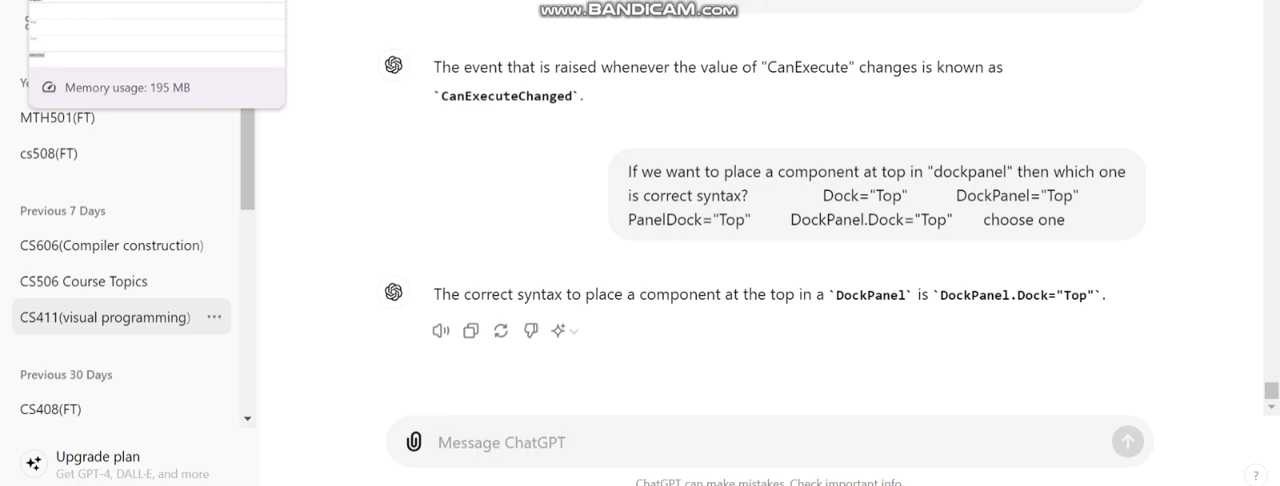 www.BANDICAM.com
Memory usage: 195 MB
MTH501(FT)
cs508(FT)
Previous 7 Days
CS606(Compiler construction)
CS506 Course Topics
CS411(visual programming)
Previous 30 Days
CS408(FT)
Upgrade plan
Get GPT-4, DALL·E, and more
The event that is raised whenever the value of "CanExecute" changes is known as
`CanExecuteChanged`.
If we want to place a component at top in "dockpanel" then which one
is correct syntax? Dock="Top" DockPanel="Top"
PanelDock="Top" DockPanel.Dock="Top" choose one
The correct syntax to place a component at the top in a `DockPanel` is `DockPanel.Dock="Top"`.
Message ChatGPT
ChatGPT can make mistakes. Check important info.
?